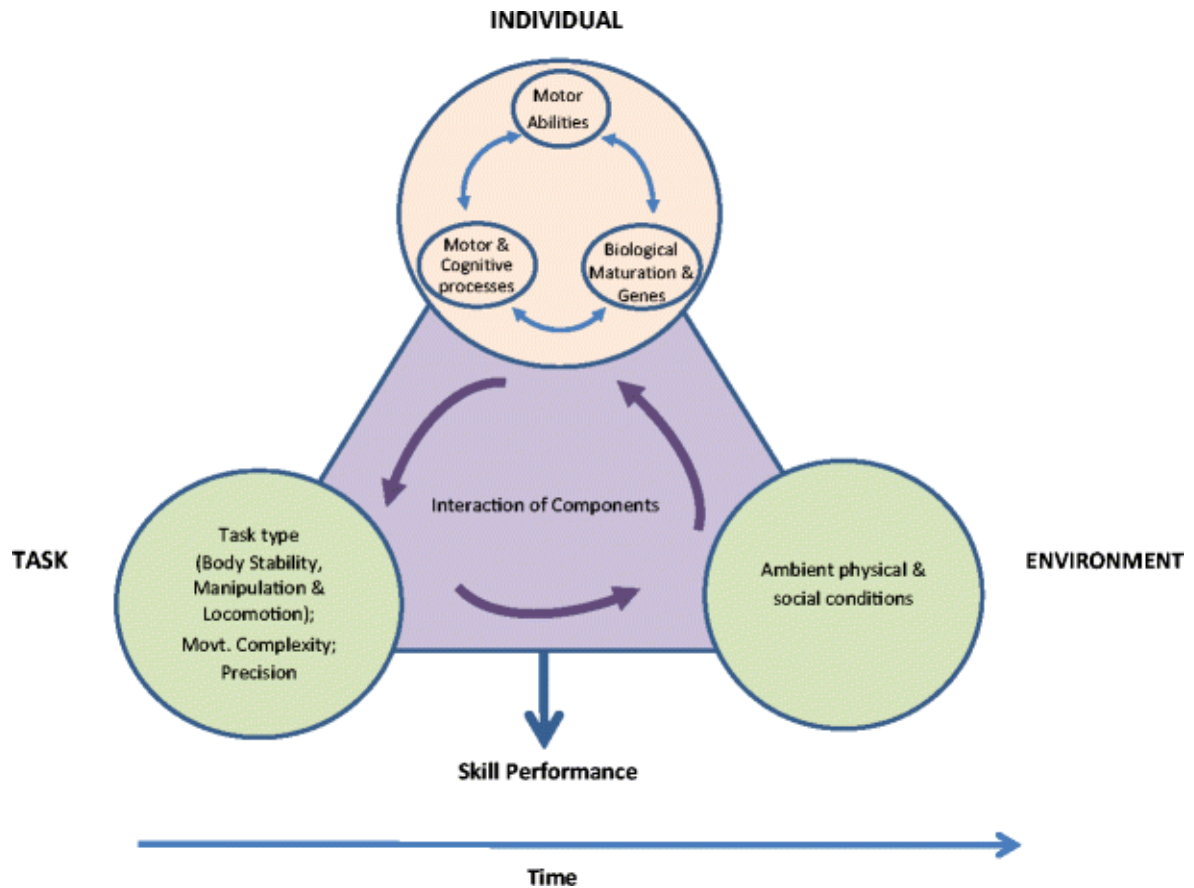 INDIVIDUAL
Motor
Abilities
Motor &
Cognitive
processes
Biological
Maturation &
Genes
Interaction of Components
TASK
Task type
(Body Stability,
Manipulation &
Locomotion);
Movt. Complexity;
Precision
Ambient physical &
social conditions
ENVIRONMENT
Skill Performance
Time